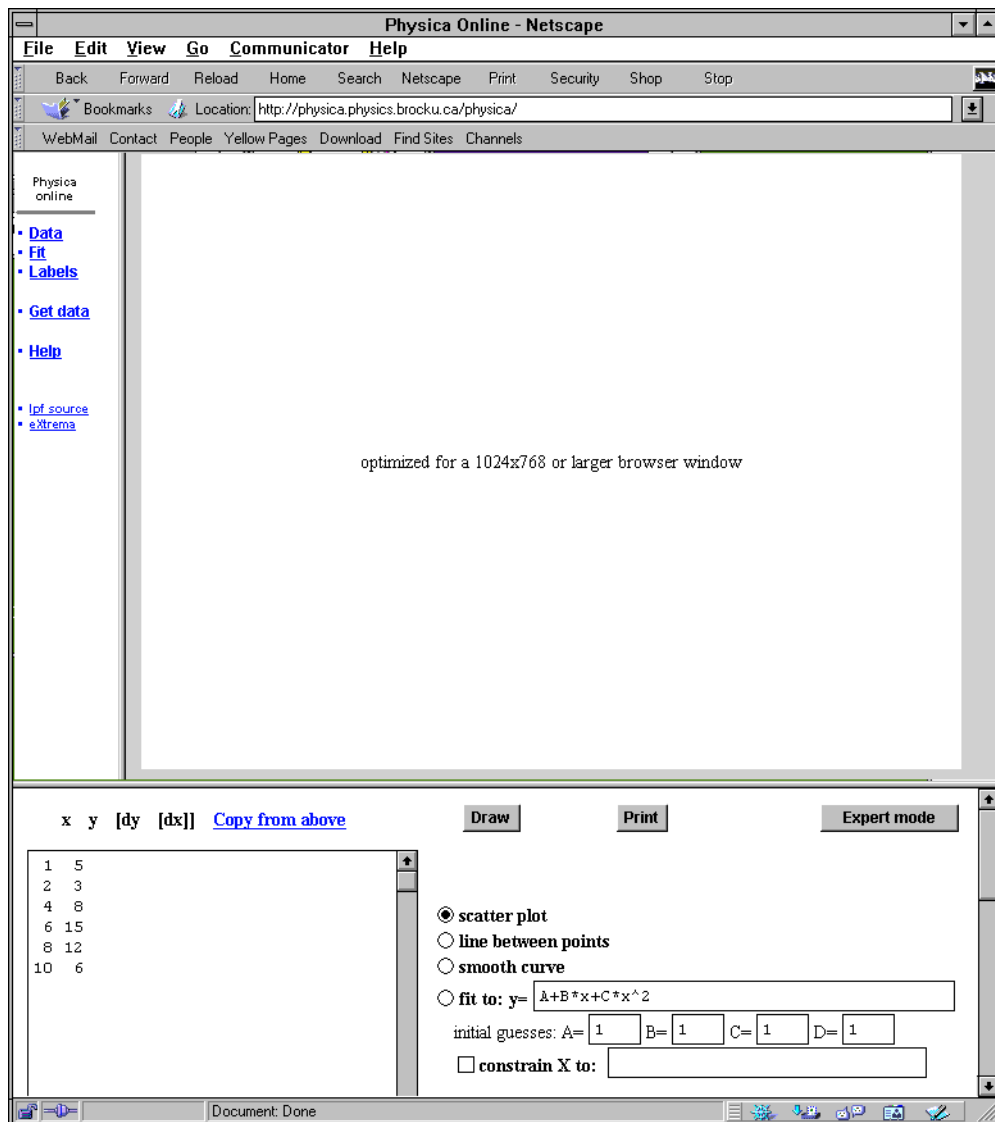 Physica Online - Netscape
File Edit View Go Communicator Help
Back Forward Reload Home Search Netscape Print Security Shop Stop
Bookmarks Location: http://physica.physics.brocku.ca/physica/
WebMail Contact People Yellow Pages Download Find Sites Channels
Physica
online
Data
Fit
Labels
Get data
Help
lpf source
eXtrema
optimized for a 1024x768 or larger browser window
x y [dy [dx]] Copy from above
Draw Print Expert mode
1 5
2 3
4 8
6 15
8 12
10 6
scatter plot
line between points
smooth curve
fit to: y= A+B*x+C*x^2
initial guesses: A= 1 B= 1 C= 1 D= 1
constrain X to:
Document: Done